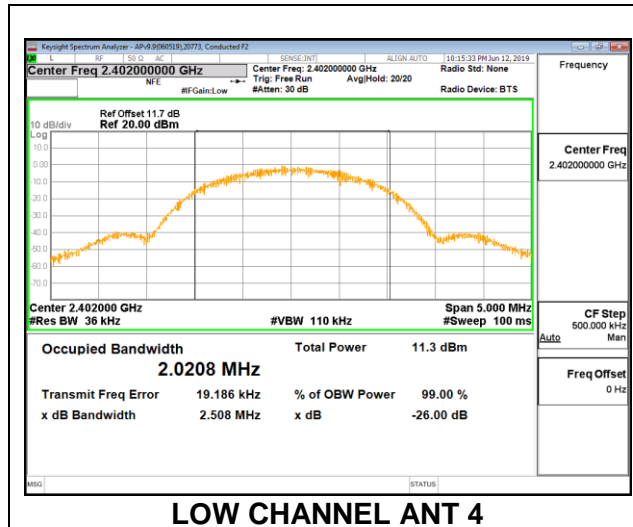 Keysight Spectrum Analyzer - APv9.9(060519),20773, Conducted F2
L RF 50 Ω AC SENSE:INT ALIGN AUTO 10:15:33 PM Jun 12, 2019
Center Freq 2.402000000 GHz Center Freq: 2.402000000 GHz Radio Std: None Frequency
NFE Trig: Free Run Avg|Hold: 20/20
#IFGain:Low #Atten: 30 dB Radio Device: BTS
Ref Offset 11.7 dB
10 dB/div Ref 20.00 dBm
Log
10.0
0.00
-10.0
-20.0
-30.0
-40.0
-50.0
-60.0
-70.0
Center 2.402000 GHz Span 5.000 MHz
#Res BW 36 kHz #VBW 110 kHz #Sweep 100 ms
Occupied Bandwidth Total Power 11.3 dBm
2.0208 MHz
Transmit Freq Error 19.186 kHz % of OBW Power 99.00 %
x dB Bandwidth 2.508 MHz x dB -26.00 dB
Center Freq
2.402000000 GHz
CF Step
500.000 kHz
Auto Man
Freq Offset
0 Hz
MSG STATUS
LOW CHANNEL ANT 4